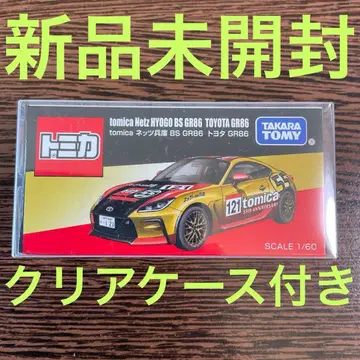 新品未開封
tomica Netz HYOGO BS GR86 TOYOTA GR86
tomica ネッツ兵庫 BS GR86 トヨタ GR86
トミカ
TAKARA TOMY
121 tomica
55th ANNIVERSARY
SCALE 1/60
クリアケース付き